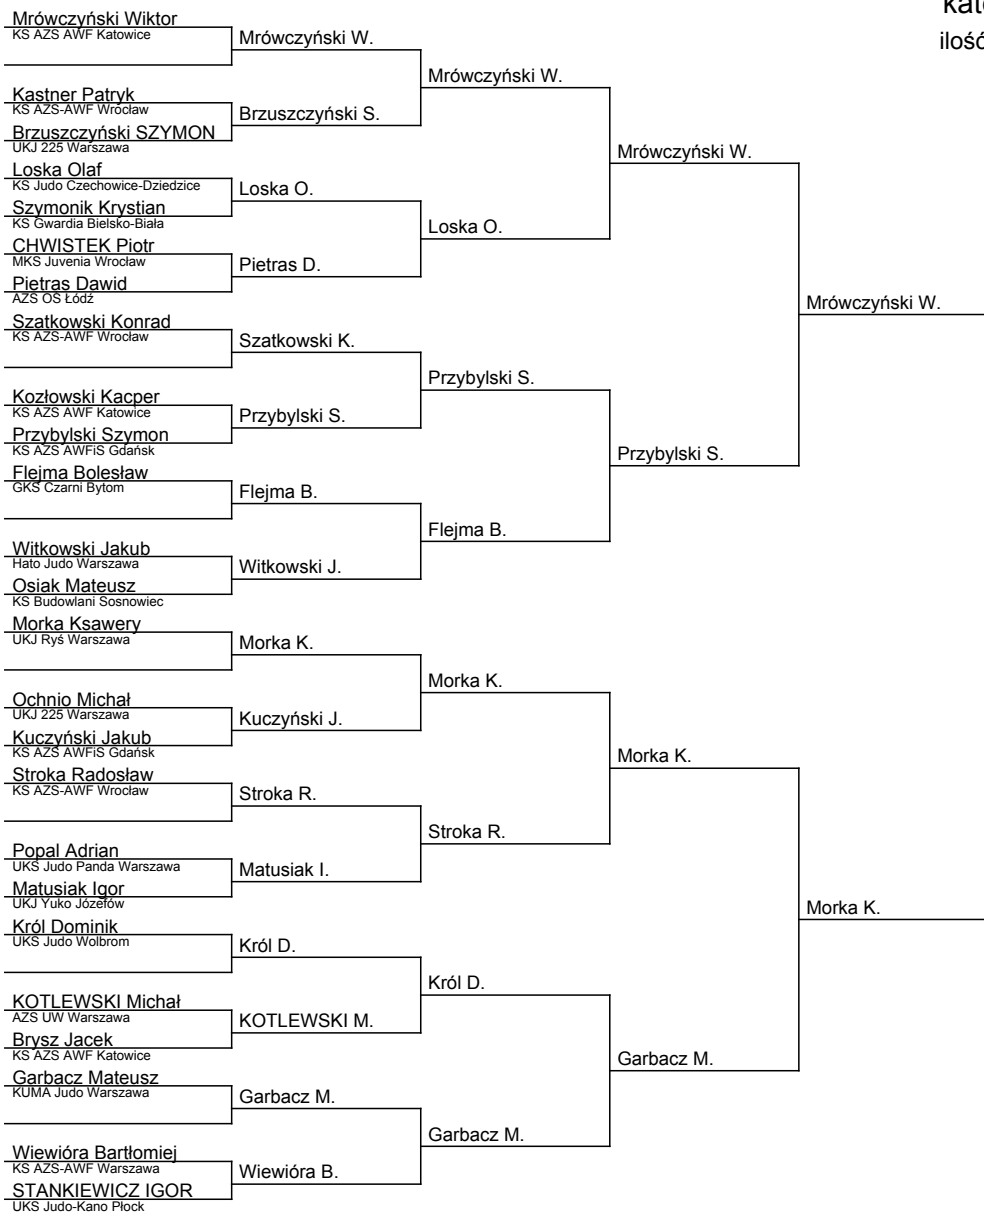 kate
ilość
Mrówczyński Wiktor
KS AZS AWF Katowice
Kastner Patryk
KS AZS-AWF Wrocław
Brzuszczyński SZYMON
UKJ 225 Warszawa
Loska Olaf
KS Judo Czechowice-Dziedzice
Szymonik Krystian
KS Gwardia Bielsko-Biała
CHWISTEK Piotr
MKS Juvenia Wrocław
Pietras Dawid
AZS OŚ Łódź
Szatkowski Konrad
KS AZS-AWF Wrocław
Kozłowski Kacper
KS AZS AWF Katowice
Przybylski Szymon
KS AZS AWFiS Gdańsk
Flejma Bolesław
GKS Czarni Bytom
Witkowski Jakub
Hato Judo Warszawa
Osiak Mateusz
KS Budowlani Sosnowiec
Morka Ksawery
UKJ Ryś Warszawa
Ochnio Michał
UKJ 225 Warszawa
Kuczyński Jakub
KS AZS AWFiS Gdańsk
Stroka Radosław
KS AZS-AWF Wrocław
Popal Adrian
UKS Judo Panda Warszawa
Matusiak Igor
UKJ Yuko Józefów
Król Dominik
UKS Judo Wolbrom
KOTLEWSKI Michał
AZS UW Warszawa
Brysz Jacek
KS AZS AWF Katowice
Garbacz Mateusz
KUMA Judo Warszawa
Wiewióra Bartłomiej
KS AZS-AWF Warszawa
STANKIEWICZ IGOR
UKS Judo-Kano Płock
Mrówczyński W.
Brzuszczyński S.
Loska O.
Pietras D.
Szatkowski K.
Przybylski S.
Flejma B.
Witkowski J.
Morka K.
Kuczyński J.
Stroka R.
Matusiak I.
Król D.
KOTLEWSKI M.
Garbacz M.
Wiewióra B.
Mrówczyński W.
Loska O.
Przybylski S.
Flejma B.
Morka K.
Stroka R.
Król D.
Garbacz M.
Mrówczyński W.
Przybylski S.
Morka K.
Garbacz M.
Mrówczyński W.
Morka K.